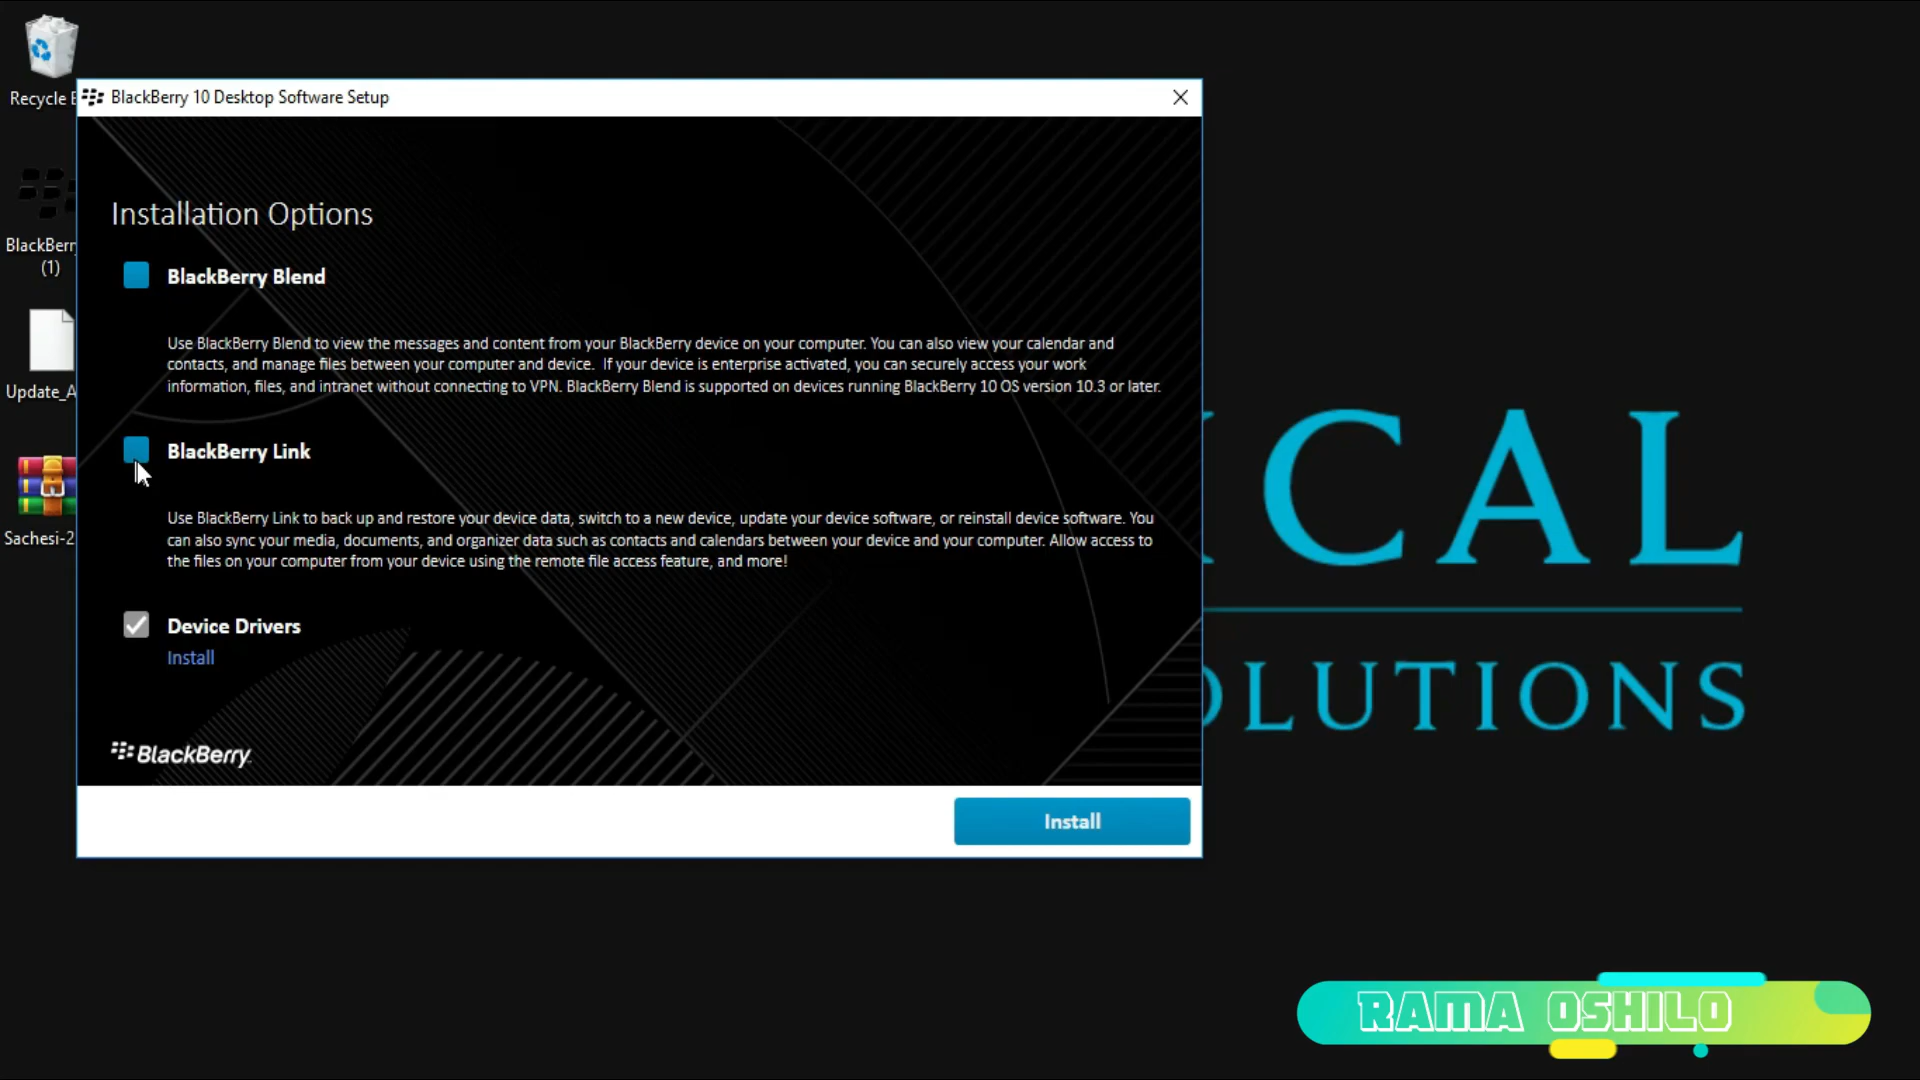 Recycle B
BlackBerry 10 Desktop Software Setup
BlackBerr
(1)
Update_A
Sachesi-2
Installation Options
BlackBerry Blend
Use BlackBerry Blend to view the messages and content from your BlackBerry device on your computer. You can also view your calendar and
contacts, and manage files between your computer and device. If your device is enterprise activated, you can securely access your work
information, files, and intranet without connecting to VPN. BlackBerry Blend is supported on devices running BlackBerry 10 OS version 10.3 or later.
BlackBerry Link
Use BlackBerry Link to back up and restore your device data, switch to a new device, update your device software, or reinstall device software. You
can also sync your media, documents, and organizer data such as contacts and calendars between your device and your computer. Allow access to
the files on your computer from your device using the remote file access feature, and more!
Device Drivers
Install
BlackBerry
Install
ICAL
OLUTIONS
RAMA OSHILO